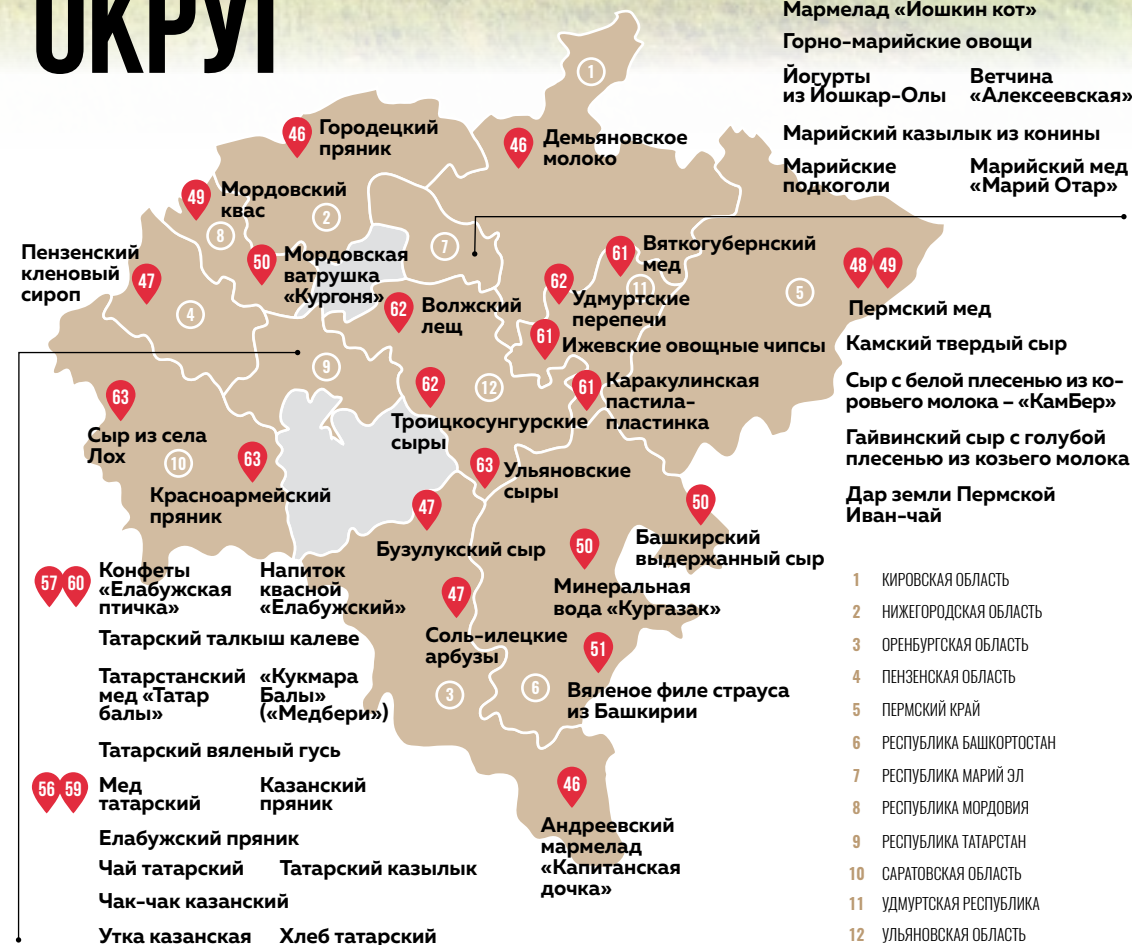 ОКРУГ
Мармелад «Йошкин кот»
Горно-марийские овощи
Йогурты
из Йошкар-Олы
Ветчина
«Алексеевская»
Марийский казылык из конины
Марийские
подкоголи
Марийский мед
«Марий Отар»
1
46
Городецкий
пряник
46
Демьяновское
молоко
49
Мордовский
квас
2
8
7
Пензенский
кленовый
сироп
47
50
Мордовская
ватрушка
«Кургоня»
4
62
Волжский
лещ
61
Вяткогубернский
мед
11
62
Удмуртские
перепечи
5
61
Ижевские овощные чипсы
48
49
Пермский мед
Камский твердый сыр
Сыр с белой плесенью из ко-
ровьего молока – «КамБер»
Гайвинский сыр с голубой
плесенью из козьего молока
Дар земли Пермской
Иван-чай
9
12
62
Троицкосунгурские
сыры
61
Каракулинская
пастила-
пластинка
63
Сыр из села
Лох
10
63
Красноармейский
пряник
63
Ульяновские
сыры
47
Бузулукский сыр
50
Башкирский
выдержанный сыр
50
Минеральная
вода «Кургазак»
47
Соль-илецкие
арбузы
3
6
51
Вяленое филе страуса
из Башкирии
46
Андреевский
мармелад
«Капитанская
дочка»
57
60
Конфеты
«Елабужская
птичка»
Напиток
квасной
«Елабужский»
Татарский талкыш калеве
Татарстанский
мед «Татар
балы»
«Кукмара
Балы»
(«Медбери»)
Татарский вяленый гусь
56
59
Мед
татарский
Казанский
пряник
Елабужский пряник
Чай татарский
Татарский казылык
Чак-чак казанский
Утка казанская
Хлеб татарский
1 КИРОВСКАЯ ОБЛАСТЬ
2 НИЖЕГОРОДСКАЯ ОБЛАСТЬ
3 ОРЕНБУРГСКАЯ ОБЛАСТЬ
4 ПЕНЗЕНСКАЯ ОБЛАСТЬ
5 ПЕРМСКИЙ КРАЙ
6 РЕСПУБЛИКА БАШКОРТОСТАН
7 РЕСПУБЛИКА МАРИЙ ЭЛ
8 РЕСПУБЛИКА МОРДОВИЯ
9 РЕСПУБЛИКА ТАТАРСТАН
10 САРАТОВСКАЯ ОБЛАСТЬ
11 УДМУРТСКАЯ РЕСПУБЛИКА
12 УЛЬЯНОВСКАЯ ОБЛАСТЬ